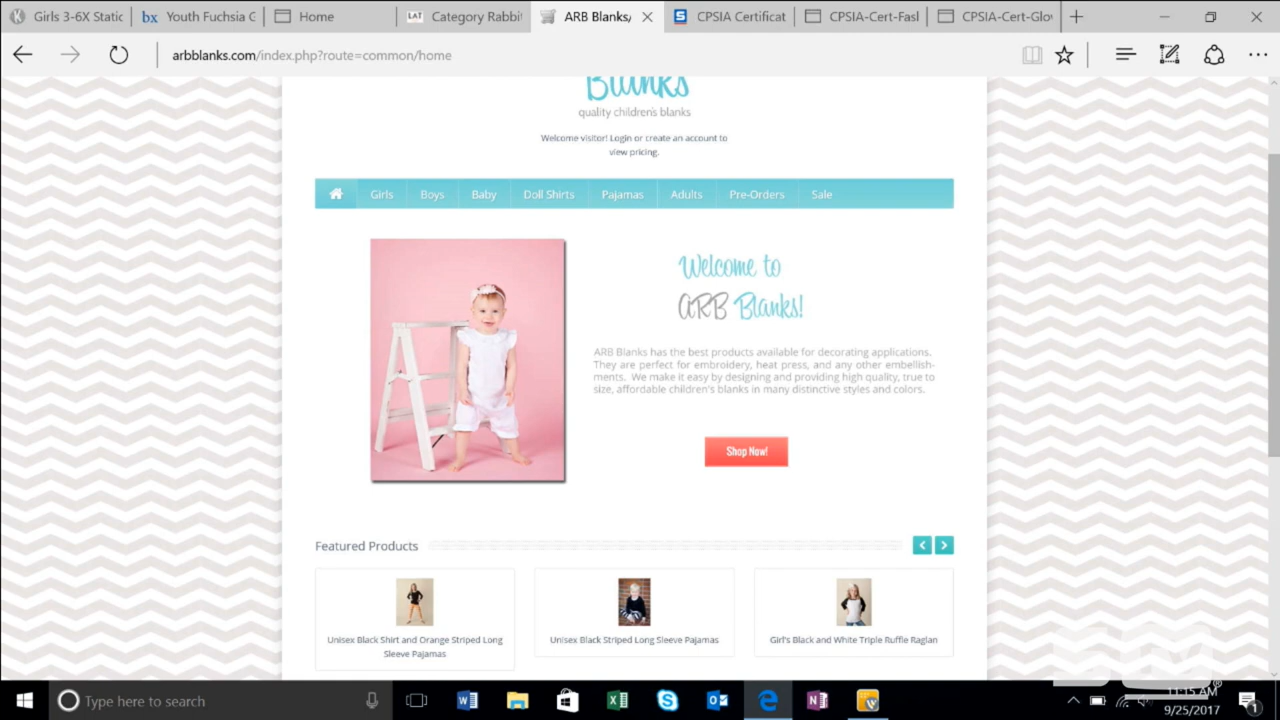 Girls 3-6X Static
bx Youth Fuchsia C
Home
LAT Category Rabbit
ARB Blanks,
CPSIA Certificat
CPSIA-Cert-Fasl
CPSIA-Cert-Glov
arbblanks.com/index.php?route=common/home
Blanks
quality children's blanks
Welcome visitor! Login or create an account to
view pricing.
Girls Boys Baby Doll Shirts Pajamas Adults Pre-Orders Sale
Welcome to
ARB Blanks!
ARB Blanks has the best products available for decorating applications.
They are perfect for embroidery, heat press, and any other embellish-
ments. We make it easy by designing and providing high quality, true to
size, affordable children's blanks in many distinctive styles and colors.
Shop Now!
Featured Products
Unisex Black Shirt and Orange Striped Long
Sleeve Pajamas
Unisex Black Striped Long Sleeve Pajamas
Girl's Black and White Triple Ruffle Raglan
Type here to search
11:15 AM
9/25/2017
1